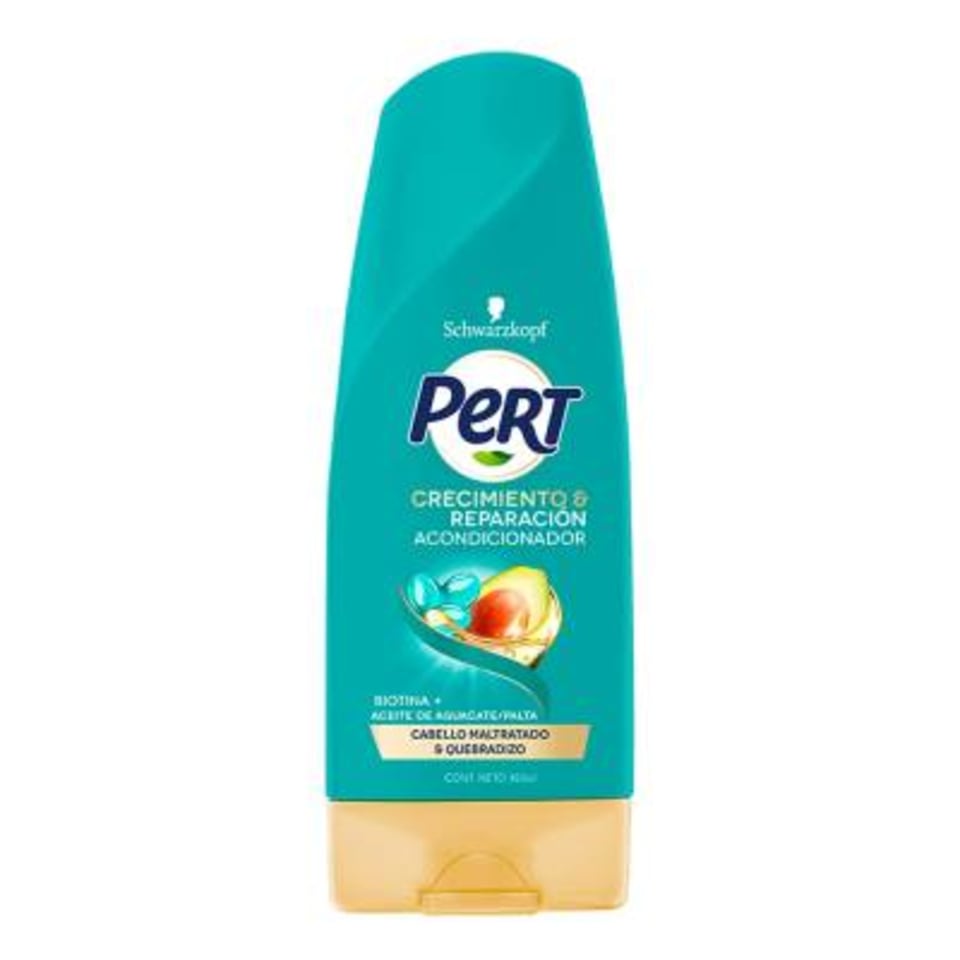 Schwarzkopf
PERT
CRECIMIENTO &
REPARACIÓN
ACONDICIONADOR
BIOTINA +
ACEITE DE AGUACATE/PALTA
CABELLO MALTRATADO
& QUEBRADIZO
CONT. NETO